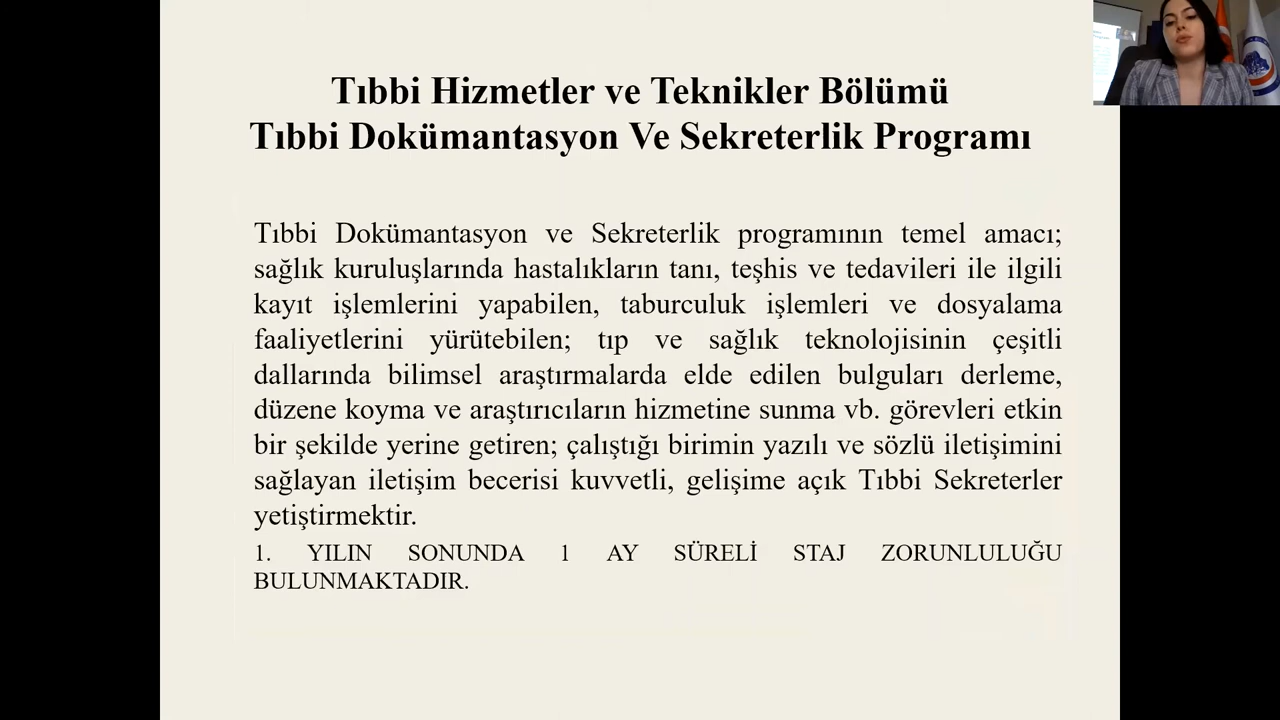 Tıbbi Hizmetler ve Teknikler Bölümü
Tıbbi Dokümantasyon Ve Sekreterlik Programı
Tıbbi Dokümantasyon ve Sekreterlik programının temel amacı;
sağlık kuruluşlarında hastalıkların tanı, teşhis ve tedavileri ile ilgili
kayıt işlemlerini yapabilen, taburculuk işlemleri ve dosyalama
faaliyetlerini yürütebilen; tıp ve sağlık teknolojisinin çeşitli
dallarında bilimsel araştırmalarda elde edilen bulguları derleme,
düzene koyma ve araştırıcıların hizmetine sunma vb. görevleri etkin
bir şekilde yerine getiren; çalıştığı birimin yazılı ve sözlü iletişimini
sağlayan iletişim becerisi kuvvetli, gelişime açık Tıbbi Sekreterler
yetiştirmektir.
1. YILIN SONUNDA 1 AY SÜRELİ STAJ ZORUNLULUĞU
BULUNMAKTADIR.